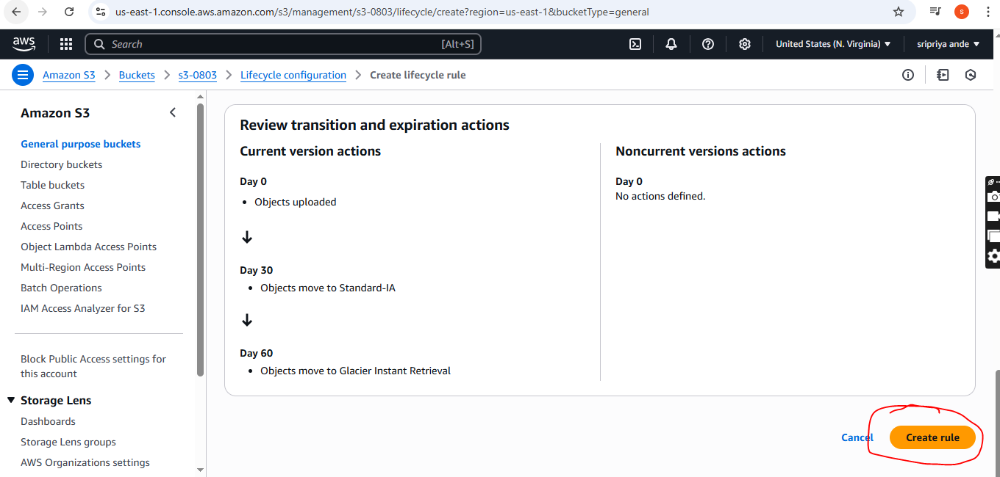 us-east-1.console.aws.amazon.com/s3/management/s3-0803/lifecycle/create?region=us-east-1&bucketType=general
S
aws
Search
[Alt+S]
United States (N. Virginia)
sripriya ande
Amazon S3
Buckets
s3-0803
Lifecycle configuration
Create lifecycle rule
Amazon S3
General purpose buckets
Directory buckets
Table buckets
Access Grants
Access Points
Object Lambda Access Points
Multi-Region Access Points
Batch Operations
IAM Access Analyzer for S3
Block Public Access settings for
this account
Storage Lens
Dashboards
Storage Lens groups
AWS Organizations settings
Review transition and expiration actions
Current version actions
Day 0
Objects uploaded
Day 30
Objects move to Standard-IA
Day 60
Objects move to Glacier Instant Retrieval
Noncurrent versions actions
Day 0
No actions defined.
Cancel
Create rule